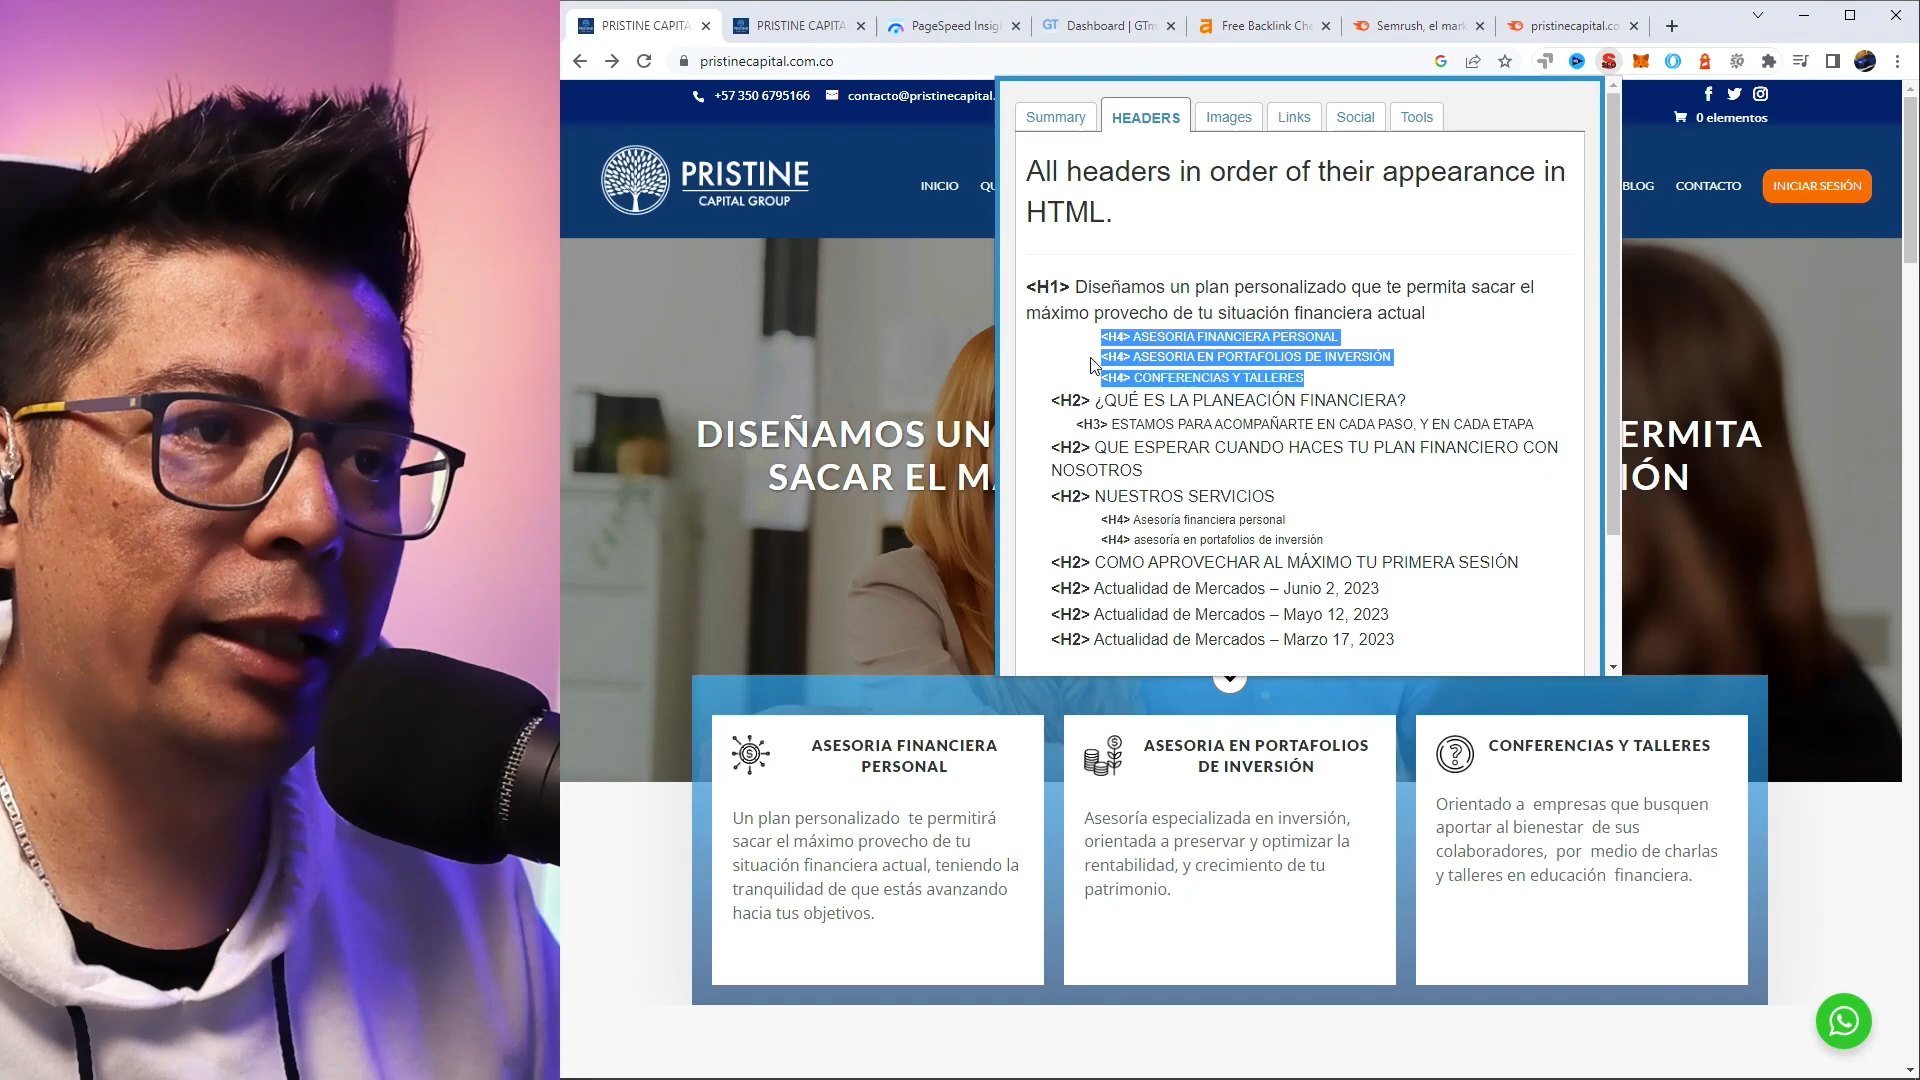 PRISTINE CAPITA
PRISTINE CAPITA
PageSpeed Insig
GT
Dashboard | GTm
Free Backlink Che
Semrush, el mark
pristinecapital.co
pristinecapital.com.co
+57 350 6795166
contacto@pristinecapital.
0 elementos
PRISTINE
CAPITAL GROUP
INICIO
QU
BLOG
CONTACTO
INICIAR SESIÓN
Summary
HEADERS
Images
Links
Social
Tools
All headers in order of their appearance in
HTML.
<H1> Diseñamos un plan personalizado que te permita sacar el
máximo provecho de tu situación financiera actual
<H4> ASESORIA FINANCIERA PERSONAL
<H4> ASESORIA EN PORTAFOLIOS DE INVERSIÓN
<H4> CONFERENCIAS Y TALLERES
<H2> ¿QUÉ ES LA PLANEACIÓN FINANCIERA?
<H3> ESTAMOS PARA ACOMPAÑARTE EN CADA PASO, Y EN CADA ETAPA
<H2> QUE ESPERAR CUANDO HACES TU PLAN FINANCIERO CON
NOSOTROS
<H2> NUESTROS SERVICIOS
<H4> Asesoría financiera personal
<H4> asesoría en portafolios de inversión
<H2> COMO APROVECHAR AL MÁXIMO TU PRIMERA SESIÓN
<H2> Actualidad de Mercados – Junio 2, 2023
<H2> Actualidad de Mercados – Mayo 12, 2023
<H2> Actualidad de Mercados – Marzo 17, 2023
DISEÑAMOS UN
ERMITA
SACAR EL M
IÓN
ASESORIA FINANCIERA
PERSONAL
Un plan personalizado te permitirá
sacar el máximo provecho de tu
situación financiera actual, teniendo la
tranquilidad de que estás avanzando
hacia tus objetivos.
ASESORIA EN PORTAFOLIOS
DE INVERSIÓN
Asesoría especializada en inversión,
orientada a preservar y optimizar la
rentabilidad, y crecimiento de tu
patrimonio.
CONFERENCIAS Y TALLERES
Orientado a empresas que busquen
aportar al bienestar de sus
colaboradores, por medio de charlas
y talleres en educación financiera.